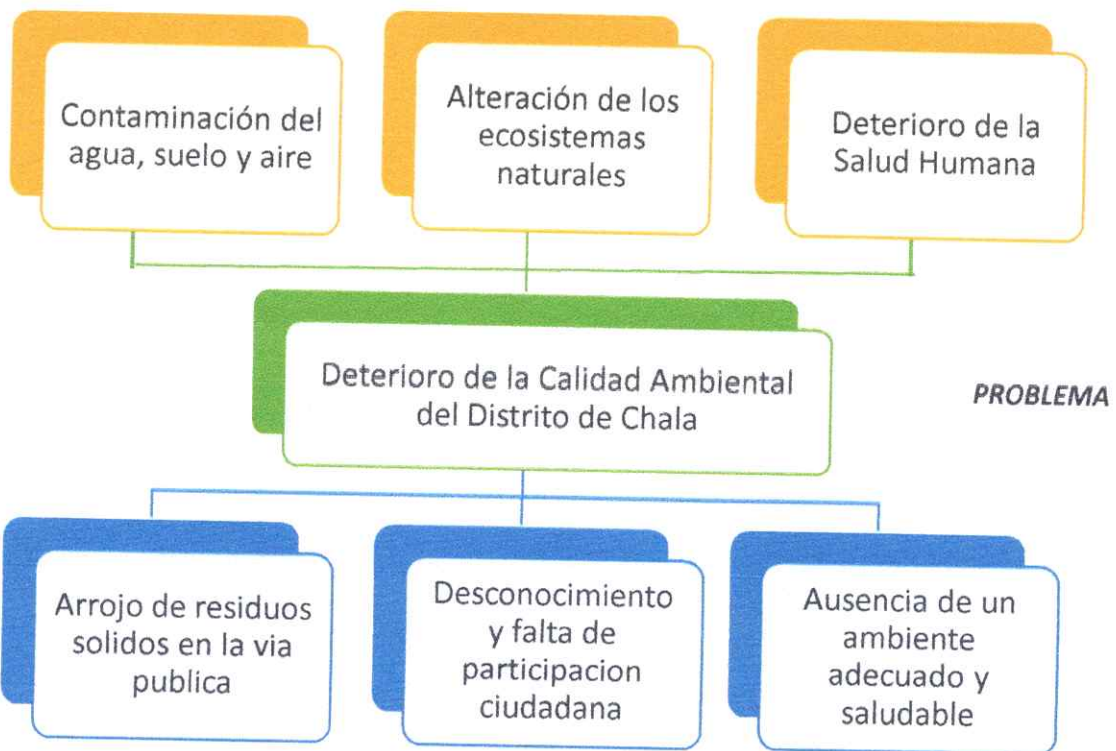 Contaminación del
agua, suelo y aire
Alteración de los
ecosistemas
naturales
Deterioro de la
Salud Humana
Deterioro de la Calidad Ambiental
del Distrito de Chala
PROBLEMA
Arrojo de residuos
solidos en la via
publica
Desconocimiento
y falta de
participacion
ciudadana
Ausencia de un
ambiente
adecuado y
saludable